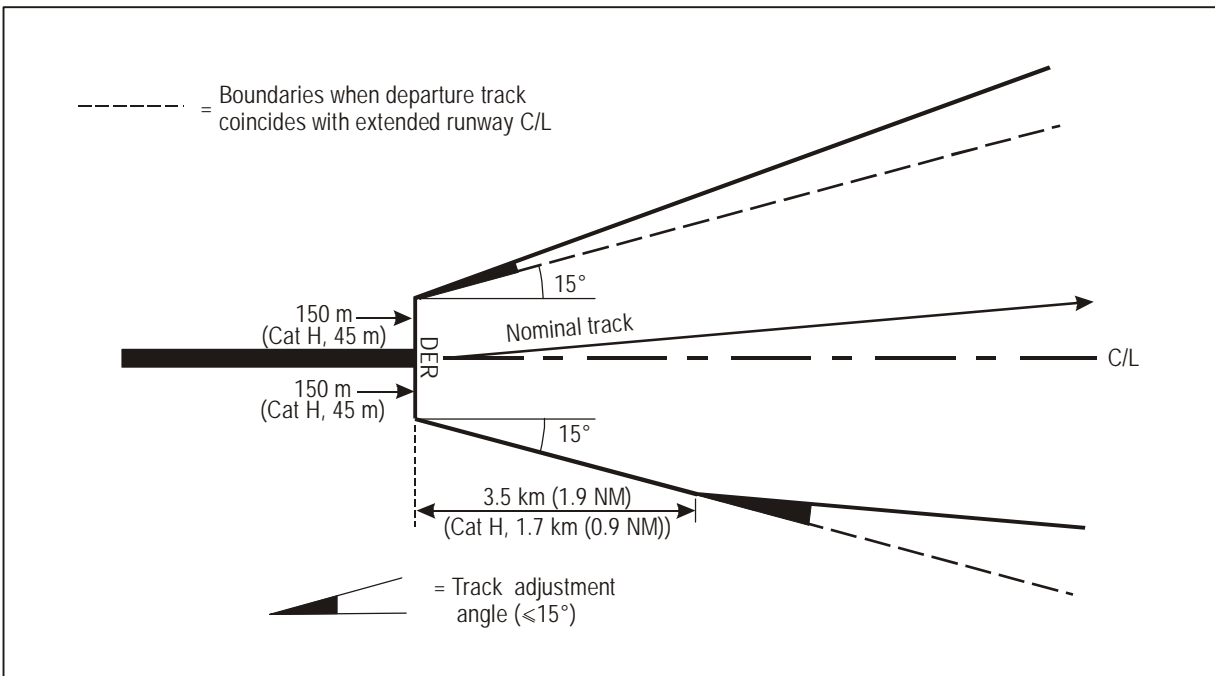 = Boundaries when departure track
coincides with extended runway C/L
15°
150 m
(Cat H, 45 m)
Nominal track
DER
C/L
150 m
(Cat H, 45 m)
15°
3.5 km (1.9 NM)
(Cat H, 1.7 km (0.9 NM))
= Track adjustment
angle (⩽15°)